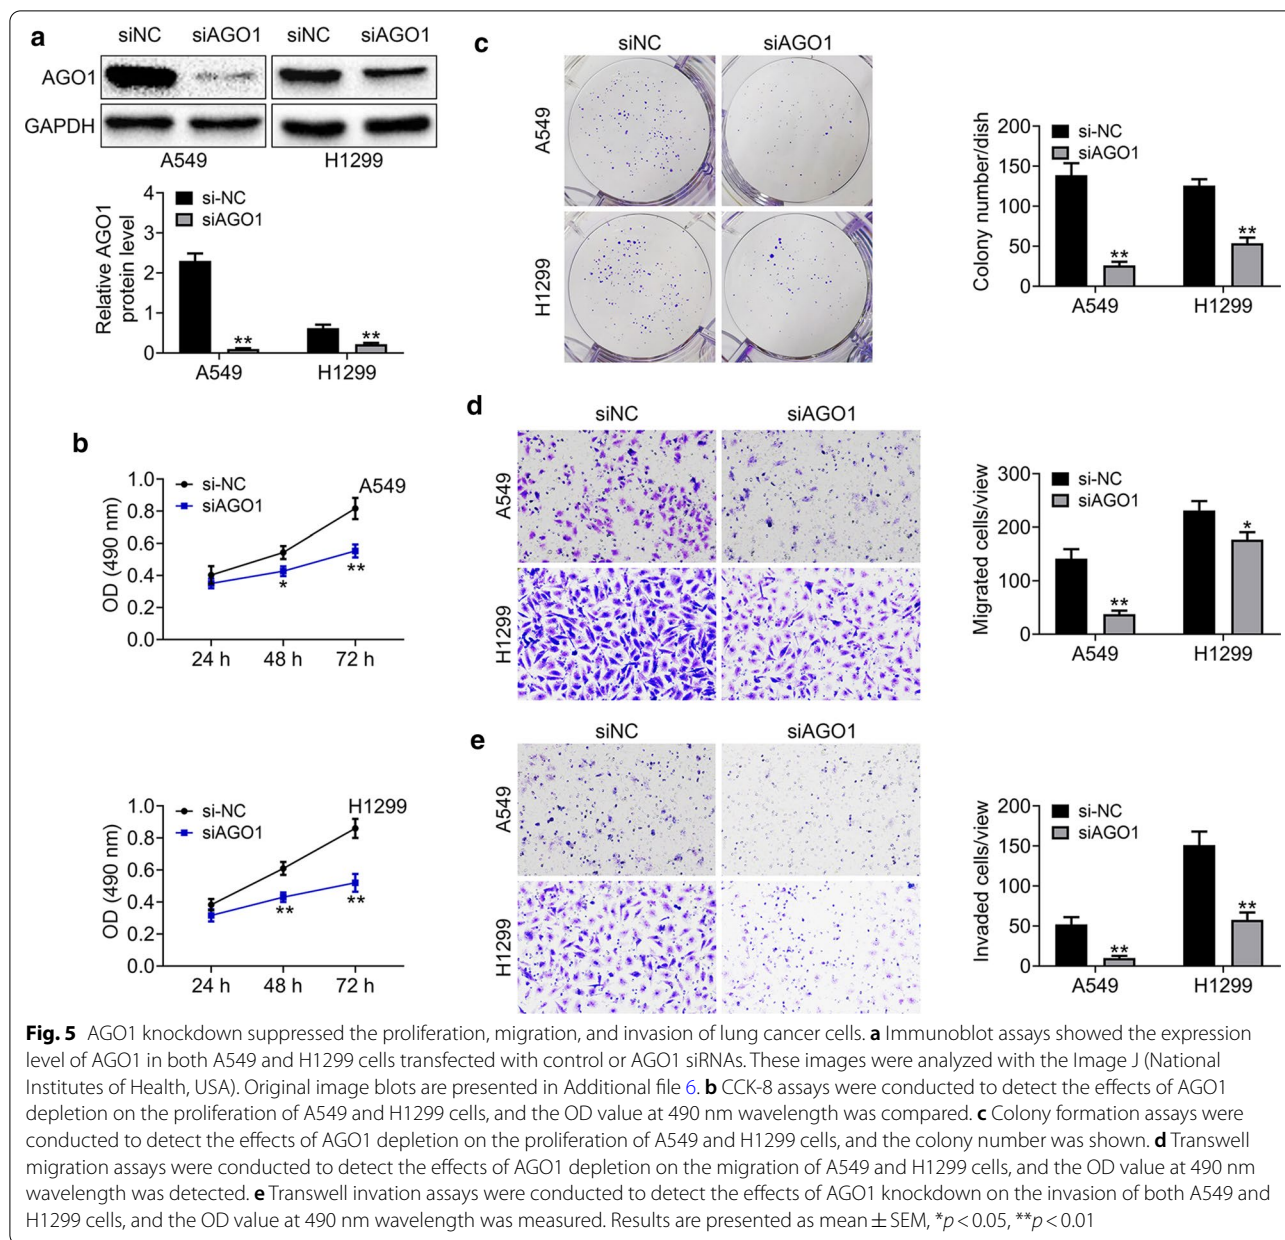 a
siNC siAGO1 siNC siAGO1
AGO1
GAPDH
A549 H1299
Relative AGO1
protein level
4
3
2
1
0
si-NC
siAGO1
**
**
A549 H1299
b
OD (490 nm)
1.0
0.8
0.6
0.4
0.2
0.0
si-NC
siAGO1
A549
*
**
24 h 48 h 72 h
OD (490 nm)
1.0
0.8
0.6
0.4
0.2
0.0
si-NC
siAGO1
H1299
**
**
24 h 48 h 72 h
c
siNC siAGO1
A549
H1299
Colony number/dish
200
150
100
50
0
si-NC
siAGO1
**
**
A549 H1299
d
siNC siAGO1
A549
H1299
Migrated cells/view
300
200
100
0
si-NC
siAGO1
**
*
A549 H1299
e
siNC siAGO1
A549
H1299
Invaded cells/view
200
150
100
50
0
si-NC
siAGO1
**
**
A549 H1299
Fig. 5 AGO1 knockdown suppressed the proliferation, migration, and invasion of lung cancer cells. a Immunoblot assays showed the expression
level of AGO1 in both A549 and H1299 cells transfected with control or AGO1 siRNAs. These images were analyzed with the Image J (National
Institutes of Health, USA). Original image blots are presented in Additional file 6. b CCK-8 assays were conducted to detect the effects of AGO1
depletion on the proliferation of A549 and H1299 cells, and the OD value at 490 nm wavelength was compared. c Colony formation assays were
conducted to detect the effects of AGO1 depletion on the proliferation of A549 and H1299 cells, and the colony number was shown. d Transwell
migration assays were conducted to detect the effects of AGO1 depletion on the migration of A549 and H1299 cells, and the OD value at 490 nm
wavelength was detected. e Transwell invation assays were conducted to detect the effects of AGO1 knockdown on the invasion of both A549 and
H1299 cells, and the OD value at 490 nm wavelength was measured. Results are presented as mean ± SEM, *p < 0.05, **p < 0.01